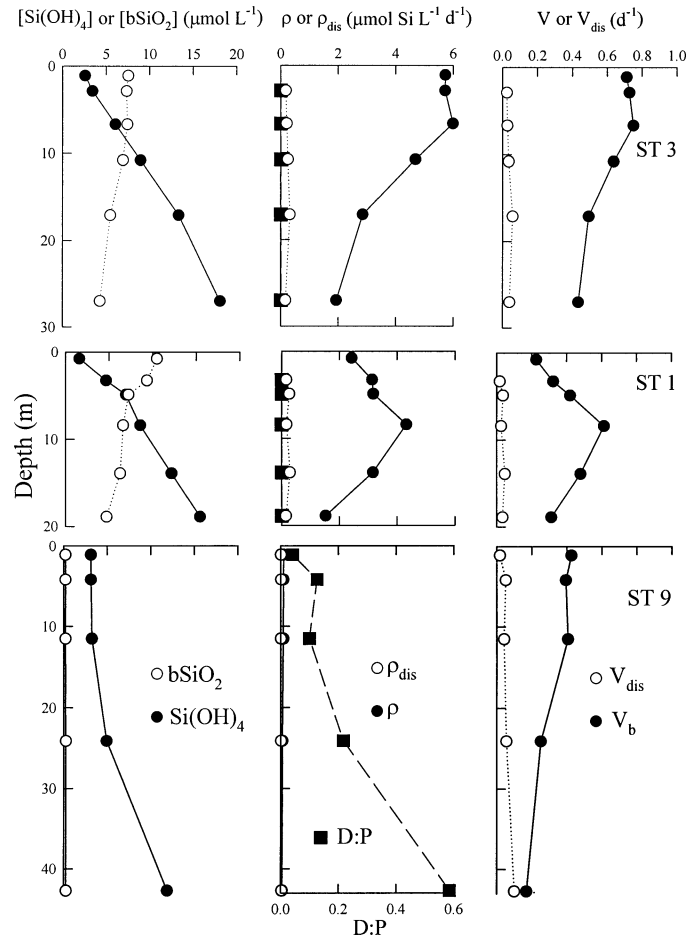 [Si(OH)₄] or [bSiO₂] (μmol L⁻¹) ρ or ρdis (μmol Si L⁻¹ d⁻¹) V or Vdis (d⁻¹)
0 5 10 15 20 0 2 4 6 0.0 0.2 0.4 0.6 0.8 1.0
0
10
20
30
ST 3
0
10
20
ST 1
Depth (m)
0
10
20
30
40
ST 9
bSiO₂
Si(OH)₄
ρdis
ρ
D:P
Vdis
Vb
0.0 0.2 0.4 0.6
D:P